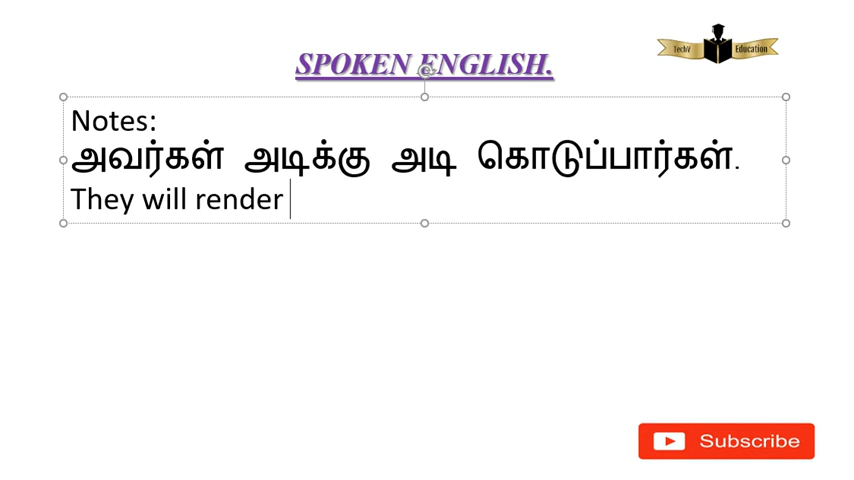 SPOKEN ENGLISH.
TechV Education
Notes:
அவர்கள் அடிக்கு அடி கொடுப்பார்கள்.
They will render
Subscribe